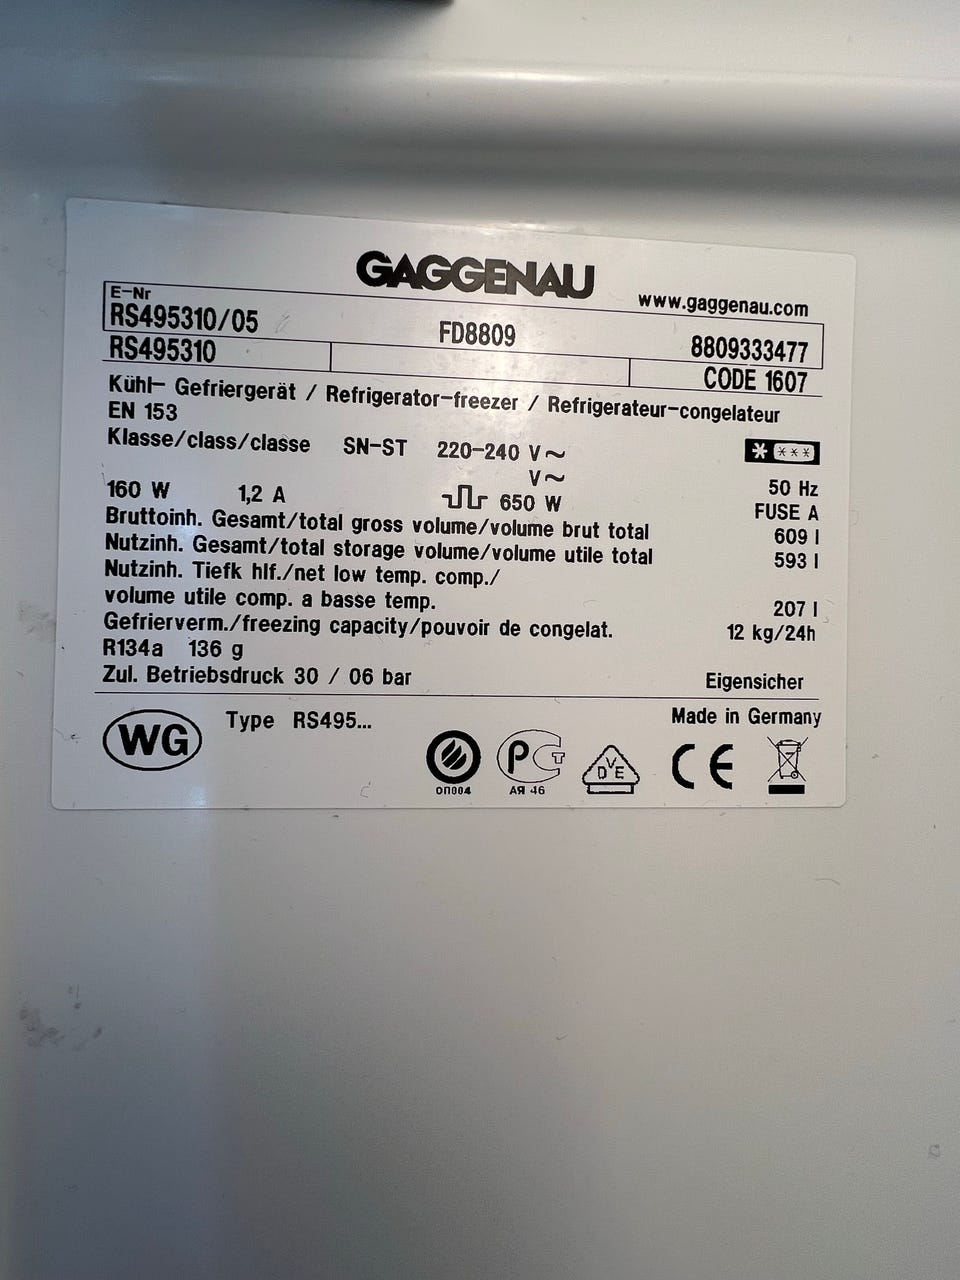 GAGGENAU
www.gaggenau.com
E-Nr
RS495310/05 FD8809 8809333477
RS495310 CODE 1607
Kühl- Gefriergerät / Refrigerator-freezer / Refrigerateur-congelateur
EN 153
Klasse/class/classe SN-ST 220-240 V~
V~
160 W 1,2 A 650 W 50 Hz
FUSE A
Bruttoinh. Gesamt/total gross volume/volume brut total 609 l
Nutzinh. Gesamt/total storage volume/volume utile total 593 l
Nutzinh. Tiefk hlf./net low temp. comp./
volume utile comp. a basse temp. 207 l
Gefrierverm./freezing capacity/pouvoir de congelat. 12 kg/24h
R134a 136 g
Zul. Betriebsdruck 30 / 06 bar Eigensicher
WG Type RS495... Made in Germany
ОП004 АЯ 46 DVE CE